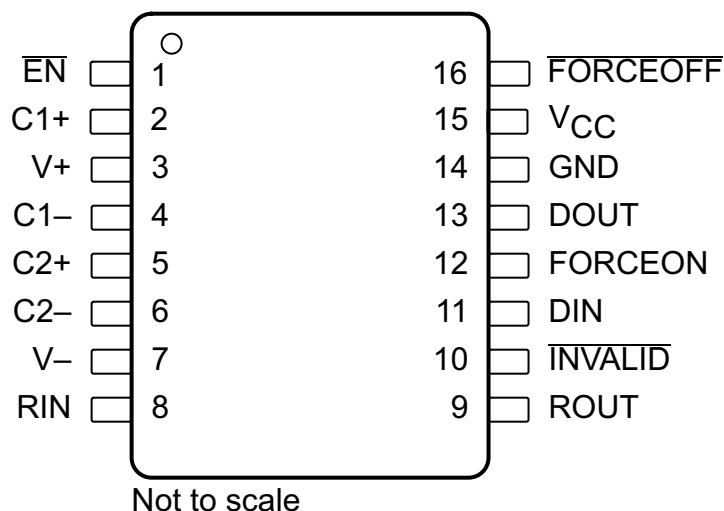 EN 1 16 FORCEOFF
C1+ 2 15 VCC
V+ 3 14 GND
C1– 4 13 DOUT
C2+ 5 12 FORCEON
C2– 6 11 DIN
V– 7 10 INVALID
RIN 8 9 ROUT
Not to scale